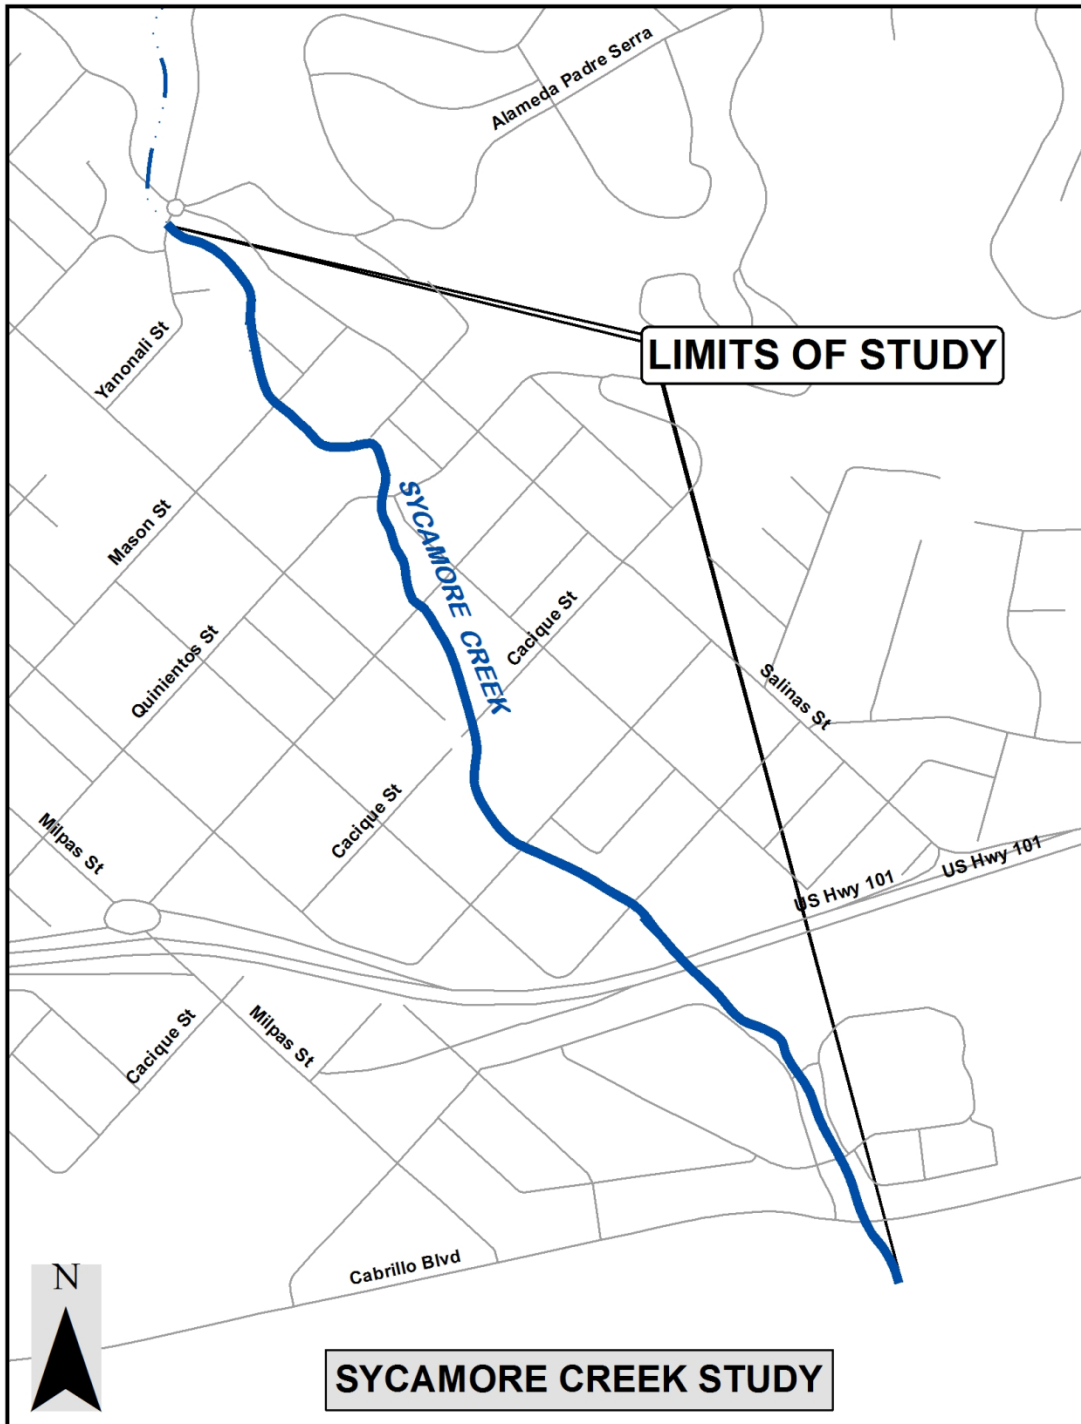 Alameda Padre Serra
LIMITS OF STUDY
Yanonali St
SYCAMORE CREEK
Mason St
Cacique St
Quinientos St
Salinas St
Cacique St
Milpas St
US Hwy 101
US Hwy 101
Cacique St
Milpas St
Cabrillo Blvd
N
SYCAMORE CREEK STUDY